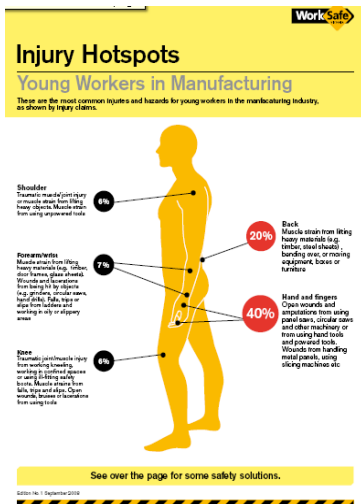 WorkSafe
Injury Hotspots
Young Workers in Manufacturing
These are the most common injuries and hazards for young workers in the manfacaturing industry,
as shown by injury claims.
Shoulder
Traumatic muscle/joint injury
or muscle strain from lifting
heavy objects. Muscle strain
from using unpowered tools
6%
Forearm/wrist
Muscle strain from lifting
heavy materials (e.g. timber,
door frames, glass sheets).
Wounds and lacerations
from being hit by objects
(e.g. grinders, circular saws,
hand drills). Falls, trips or
slips from ladders and
working in oily or slippery
areas
7%
Knee
Traumatic joint/muscle injury
from working kneeling,
working in confined spaces
or using ill-fitting safety
boots. Muscle strains from
falls, trips and slips. Open
wounds, bruises or lacerations
from using tools
6%
20%
Back
Muscle strain from lifting
heavy materials (e.g.
timber, steel sheets) ,
bending over, or moving
equipment, boxes or
furniture
40%
Hand and fingers
Open wounds and
amputations from using
panel saws, circular saws
and other machinery or
from using hand tools
and powered tools.
Wounds from handling
metal panels, using
slicing machines etc
See over the page for some safety solutions.
Edition No. 1 September 2008